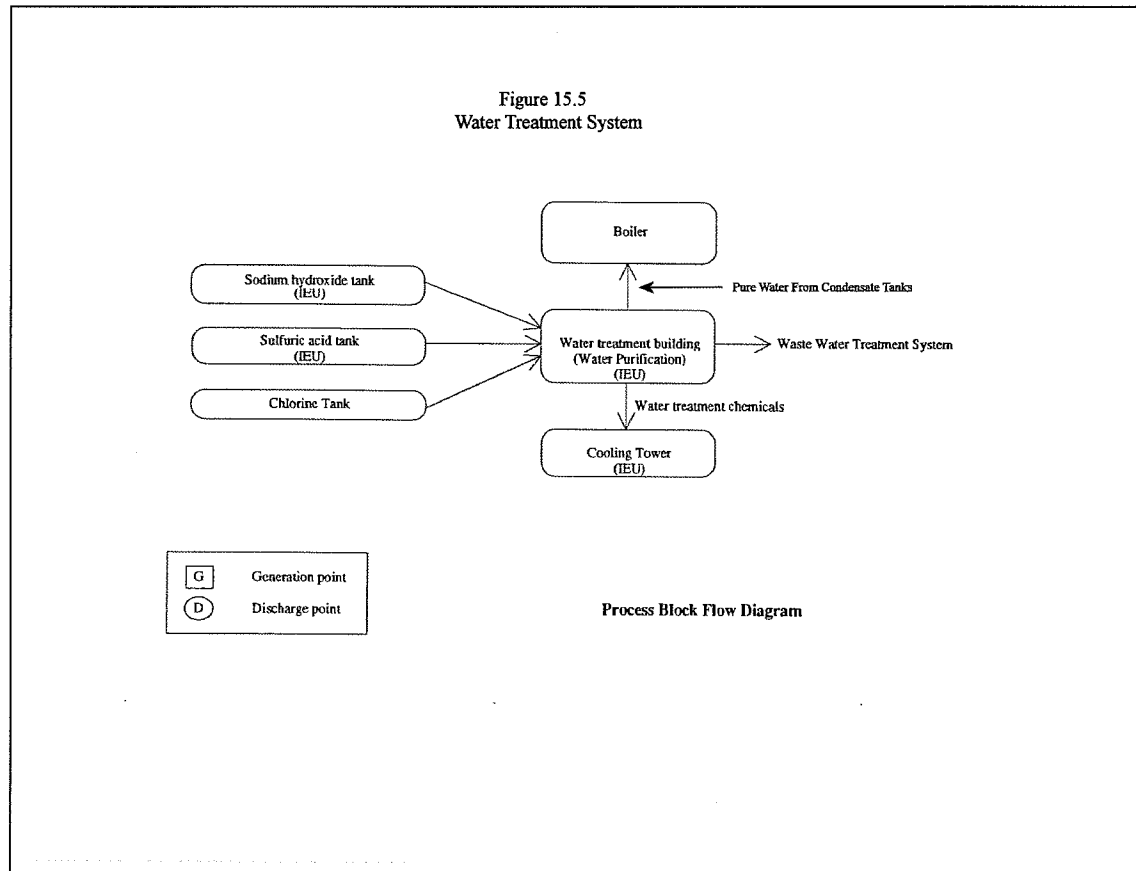 Figure 15.5
Water Treatment System
Boiler
Sodium hydroxide tank
(IEU)
Pure Water From Condensate Tanks
Sulfuric acid tank
(IEU)
Water treatment building
(Water Purification)
(IEU)
Waste Water Treatment System
Chlorine Tank
Water treatment chemicals
Cooling Tower
(IEU)
G Generation point
D Discharge point
Process Block Flow Diagram